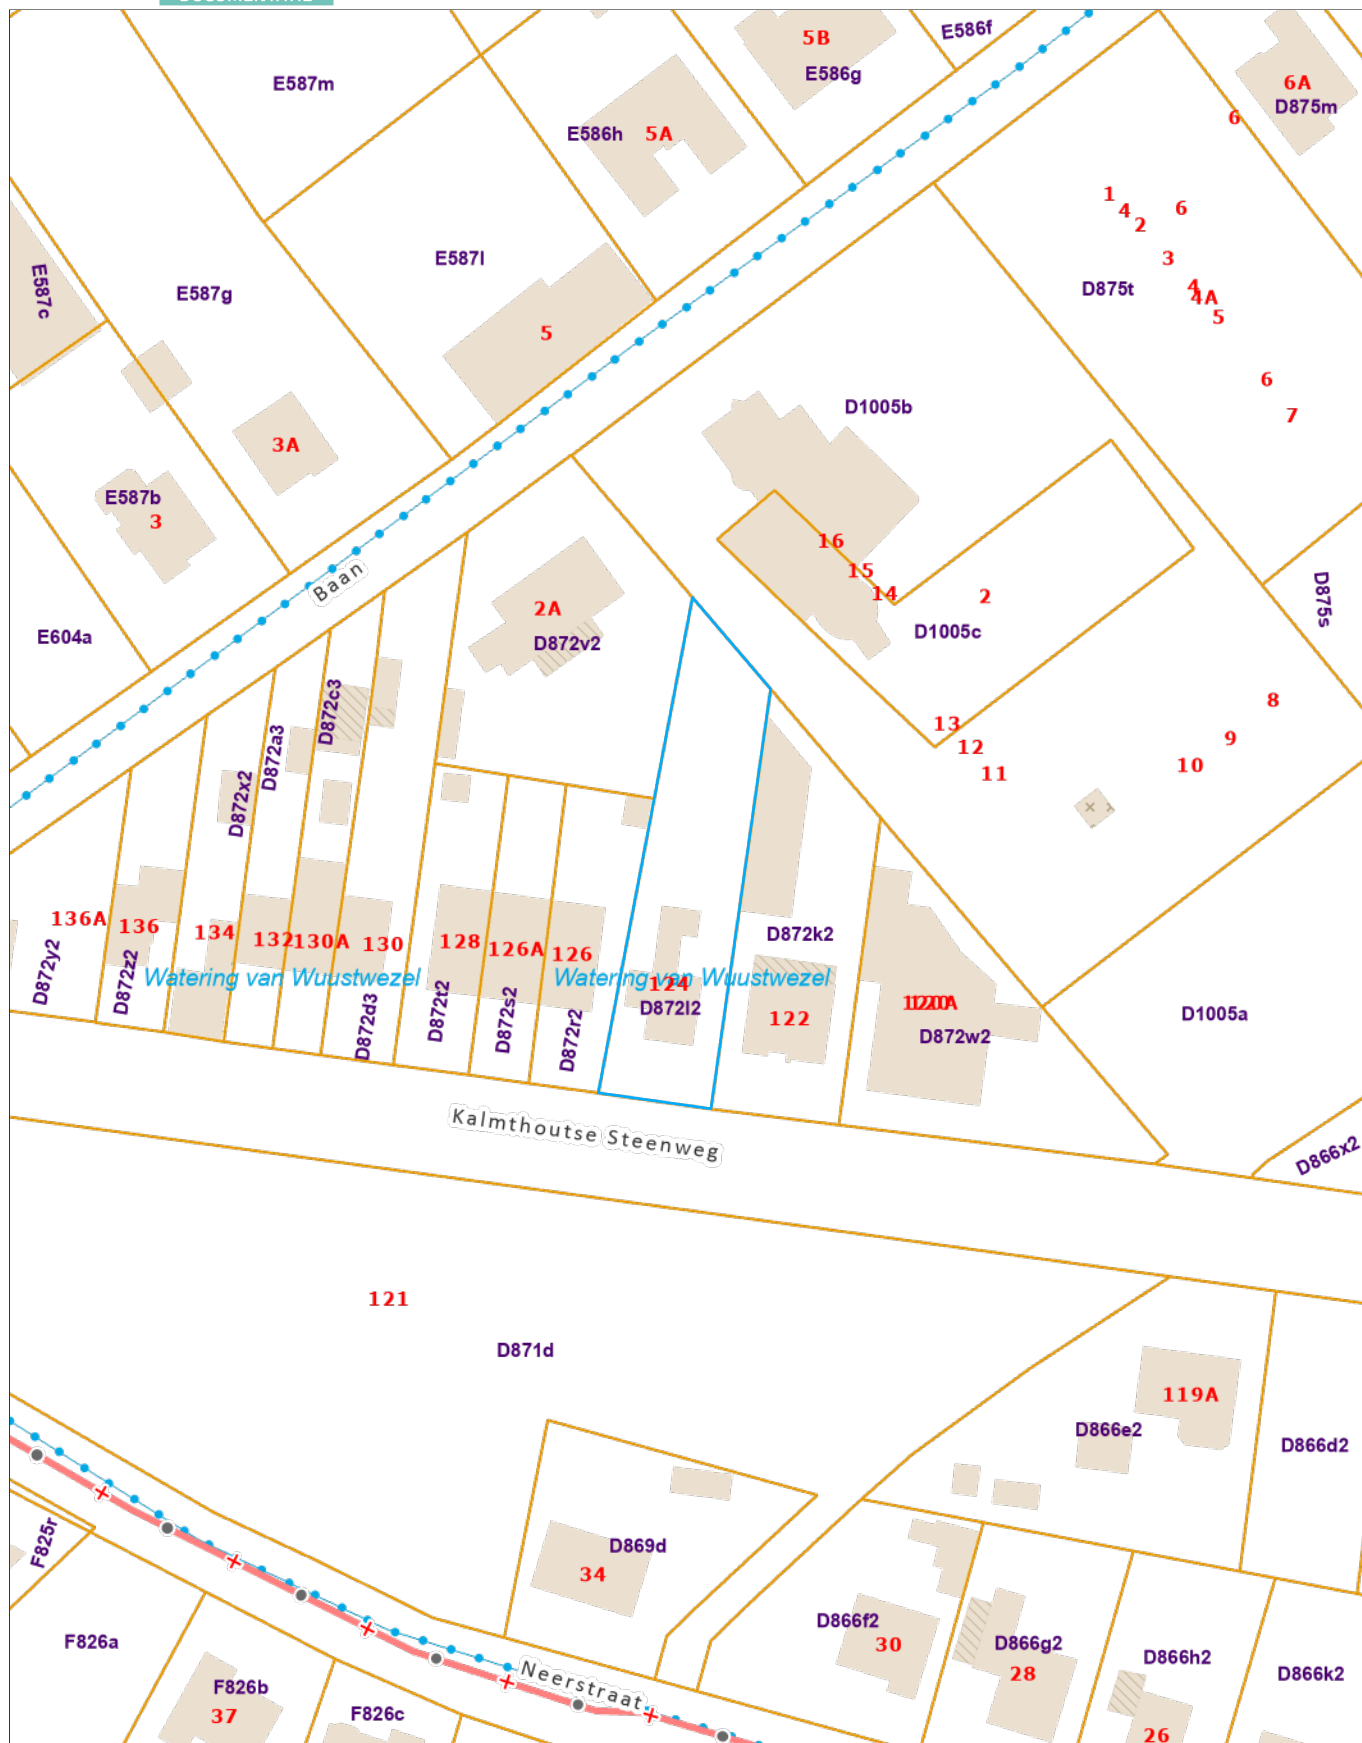 E586f
5B
E586g
E587m
6A
D875m
6
E586h
5A
1
4
2
6
E587l
3
E587c
E587g
D875t
4
4A
5
5
6
D1005b
7
3A
E587b
3
16
15
14
2
Baan
2A
D872v2
D1005c
D875s
E604a
D872c3
D872a3
D872x2
13
12
11
8
9
10
136A
136
134
132
130A
130
128
126A
126
D872k2
D872y2
D872z2
Watering van Wuustwezel
Watering van Wuustwezel
124
D872l2
122
120A
D872w2
D1005a
D872d3
D872t2
D872s2
D872r2
Kalmthoutse Steenweg
D866x2
121
D871d
119A
D866e2
D866d2
F825r
D869d
34
F826a
D866f2
30
D866g2
28
D866h2
D866k2
Neerstraat
F826b
37
F826c
26